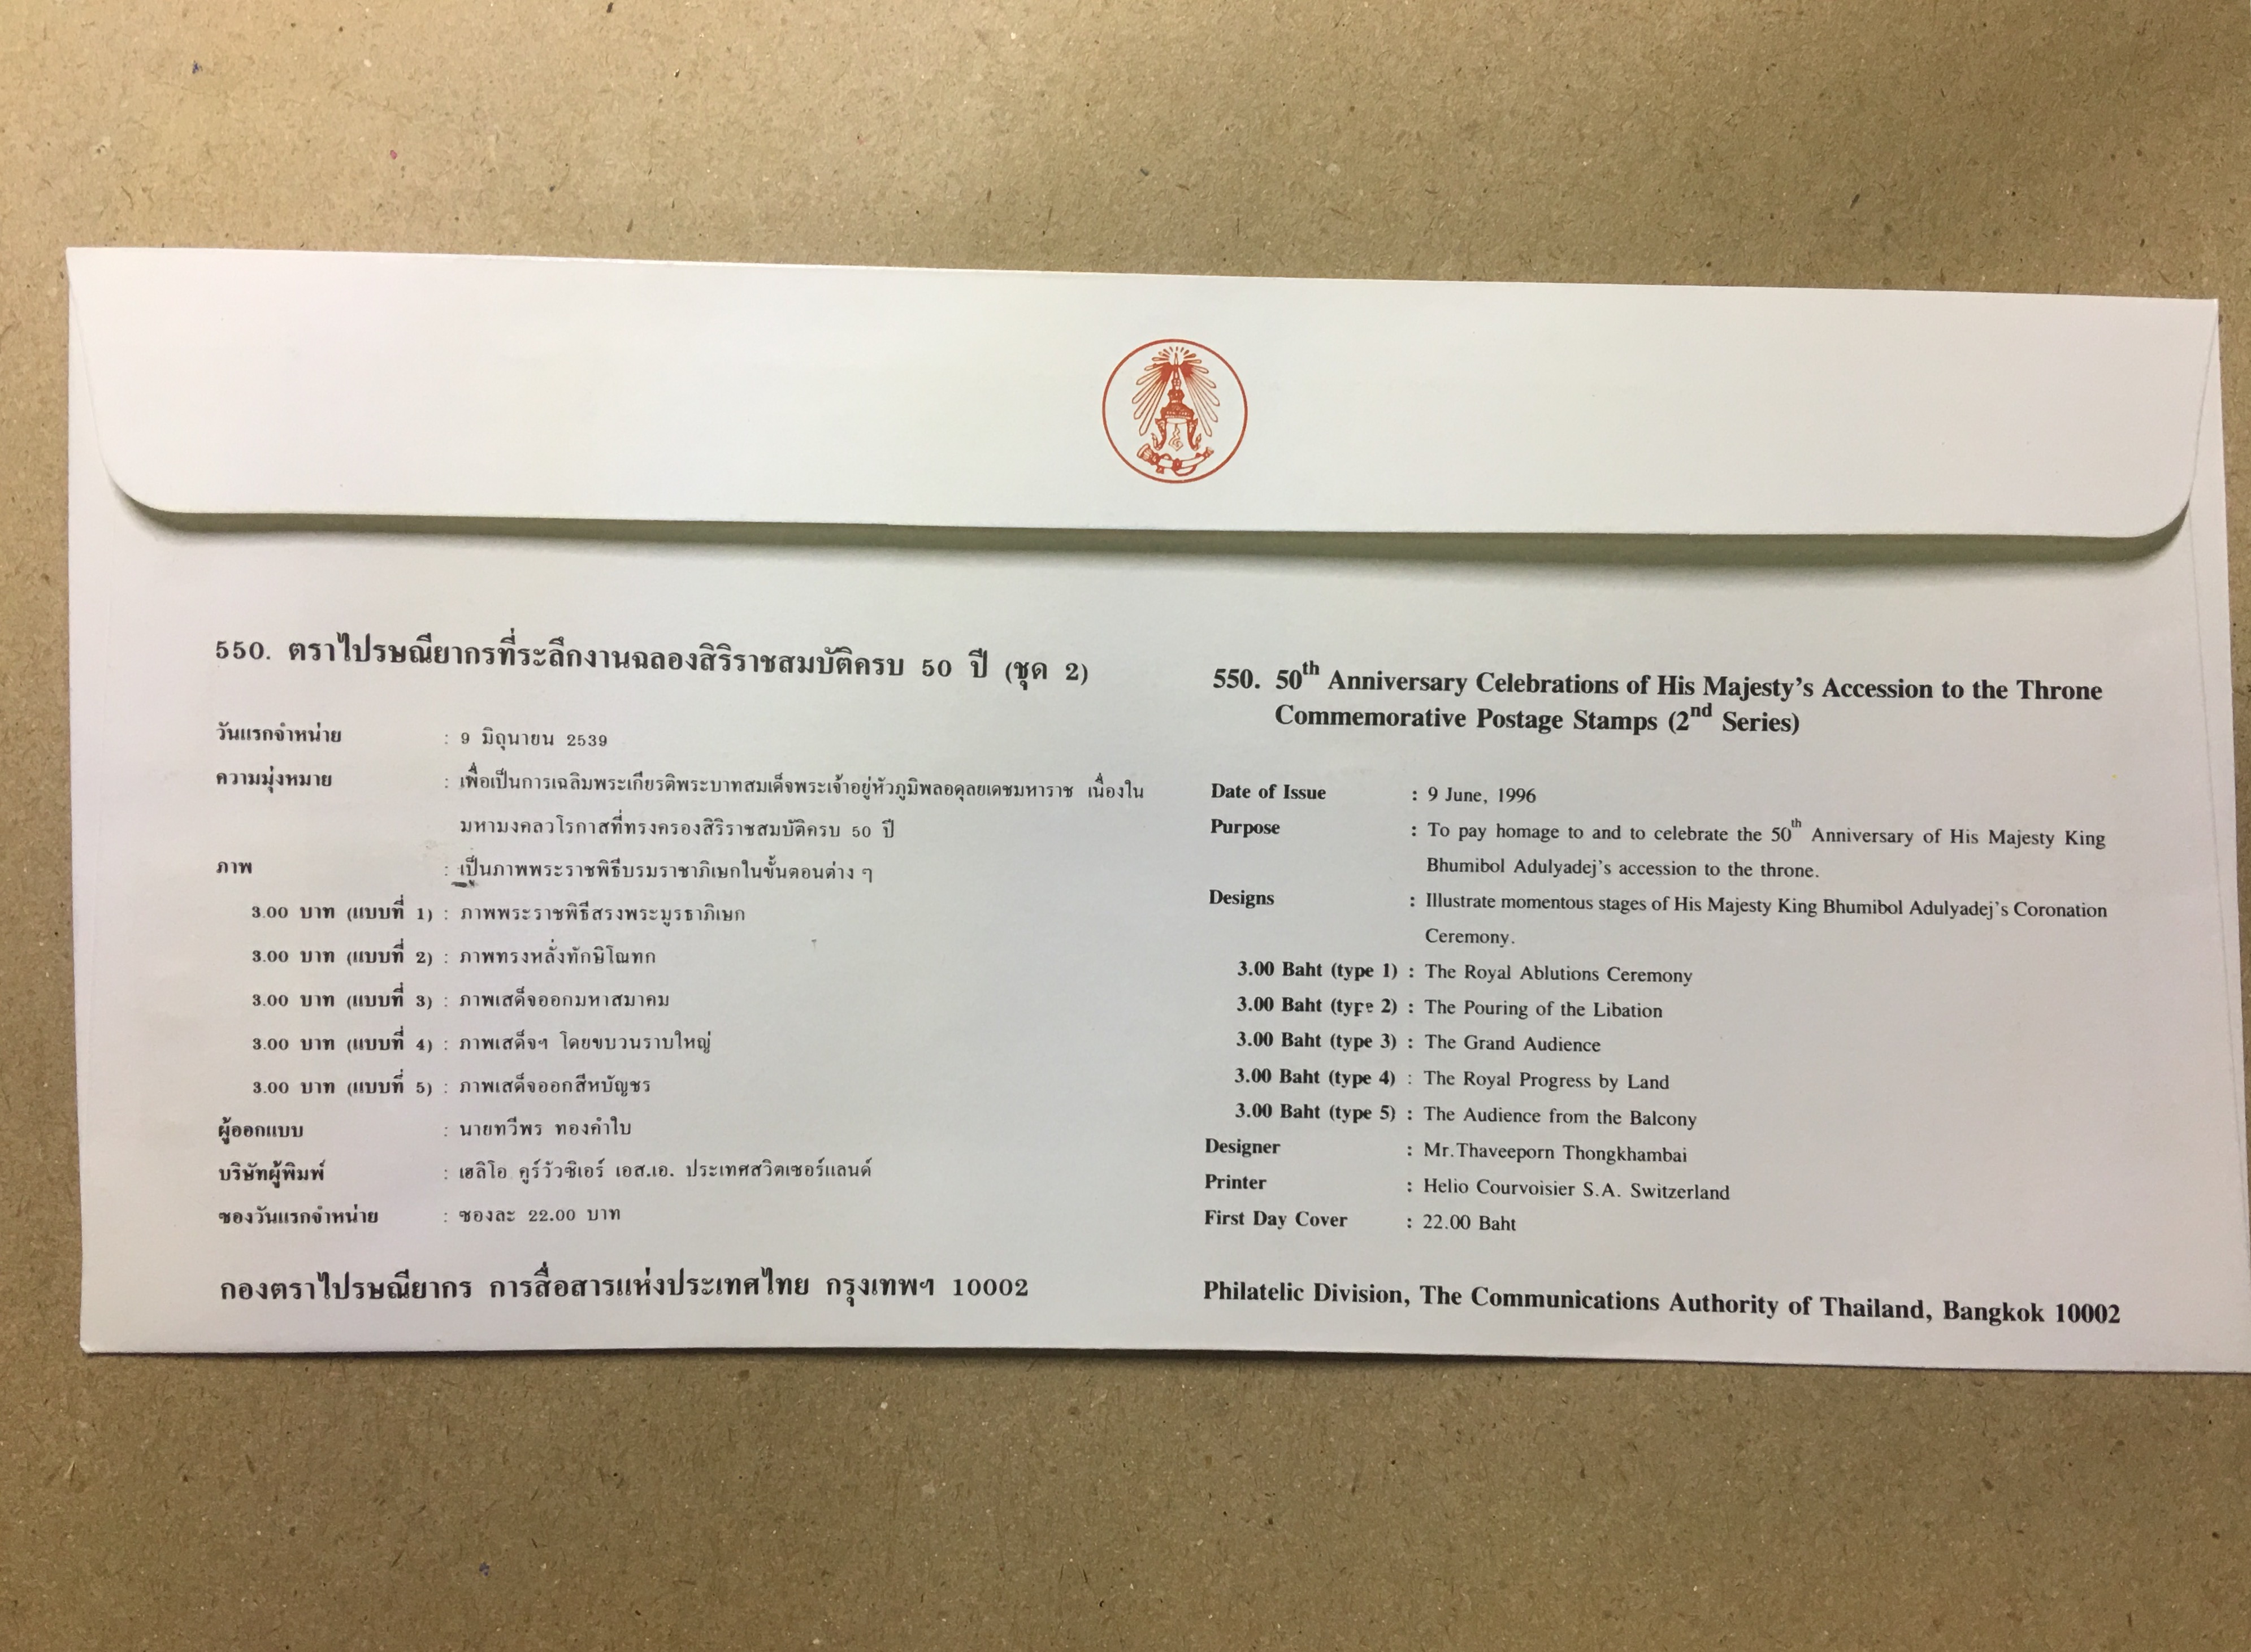 550. ตราไปรษณียากรที่ระลึกงานฉลองสิริราชสมบัติครบ 50 ปี (ชุด 2)
วันแรกจำหน่าย : 9 มิถุนายน 2539
ความมุ่งหมาย : เพื่อเป็นการเฉลิมพระเกียรติพระบาทสมเด็จพระเจ้าอยู่หัวภูมิพลอดุลยเดชมหาราช เนื่องใน
มหามงคลวโรกาสที่ทรงครองสิริราชสมบัติครบ 50 ปี
ภาพ : เป็นภาพพระราชพิธีบรมราชาภิเษกในขั้นตอนต่าง ๆ
3.00 บาท (แบบที่ 1) : ภาพพระราชพิธีสรงพระมูรธาภิเษก
3.00 บาท (แบบที่ 2) : ภาพทรงหลั่งทักษิโณทก
3.00 บาท (แบบที่ 3) : ภาพเสด็จออกมหาสมาคม
3.00 บาท (แบบที่ 4) : ภาพเสด็จฯ โดยขบวนราบใหญ่
3.00 บาท (แบบที่ 5) : ภาพเสด็จออกสีหบัญชร
ผู้ออกแบบ : นายทวีพร ทองคำใบ
บริษัทผู้พิมพ์ : เฮลิโอ คูร์วัวซิเอร์ เอส.เอ. ประเทศสวิตเซอร์แลนด์
ซองวันแรกจำหน่าย : ซองละ 22.00 บาท
กองตราไปรษณียากร การสื่อสารแห่งประเทศไทย กรุงเทพฯ 10002
550. 50th Anniversary Celebrations of His Majesty's Accession to the Throne
Commemorative Postage Stamps (2nd Series)
Date of Issue : 9 June, 1996
Purpose : To pay homage to and to celebrate the 50th Anniversary of His Majesty King
Bhumibol Adulyadej's accession to the throne.
Designs : Illustrate momentous stages of His Majesty King Bhumibol Adulyadej's Coronation
Ceremony.
3.00 Baht (type 1) : The Royal Ablutions Ceremony
3.00 Baht (type 2) : The Pouring of the Libation
3.00 Baht (type 3) : The Grand Audience
3.00 Baht (type 4) : The Royal Progress by Land
3.00 Baht (type 5) : The Audience from the Balcony
Designer : Mr.Thaveeporn Thongkhambai
Printer : Helio Courvoisier S.A. Switzerland
First Day Cover : 22.00 Baht
Philatelic Division, The Communications Authority of Thailand, Bangkok 10002